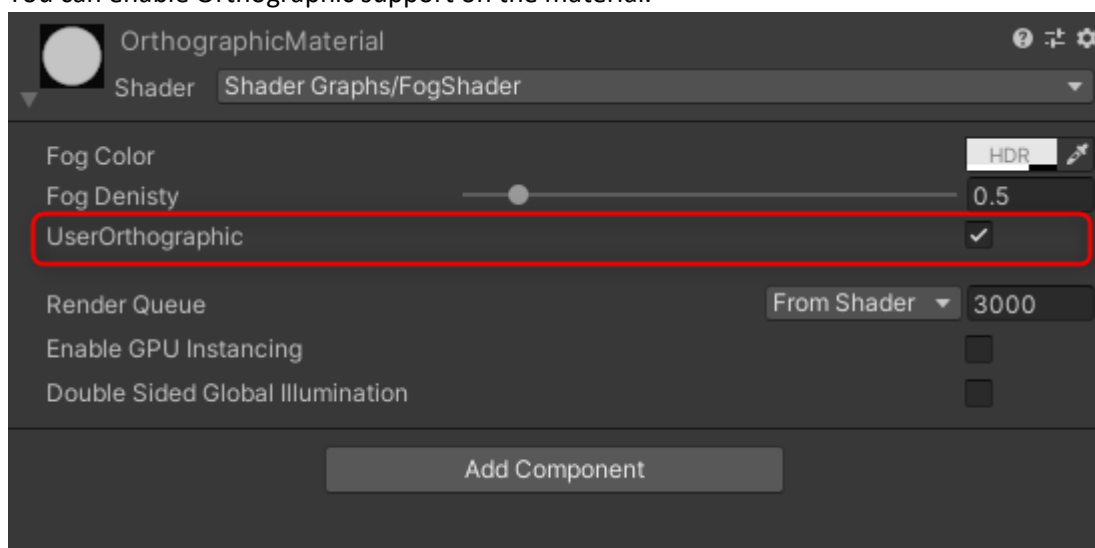 You can enable Orthographic support on the material.
OrthographicMaterial
Shader Shader Graphs/FogShader
Fog Color HDR
Fog Denisty 0.5
UserOrthographic
Render Queue From Shader 3000
Enable GPU Instancing
Double Sided Global Illumination
Add Component